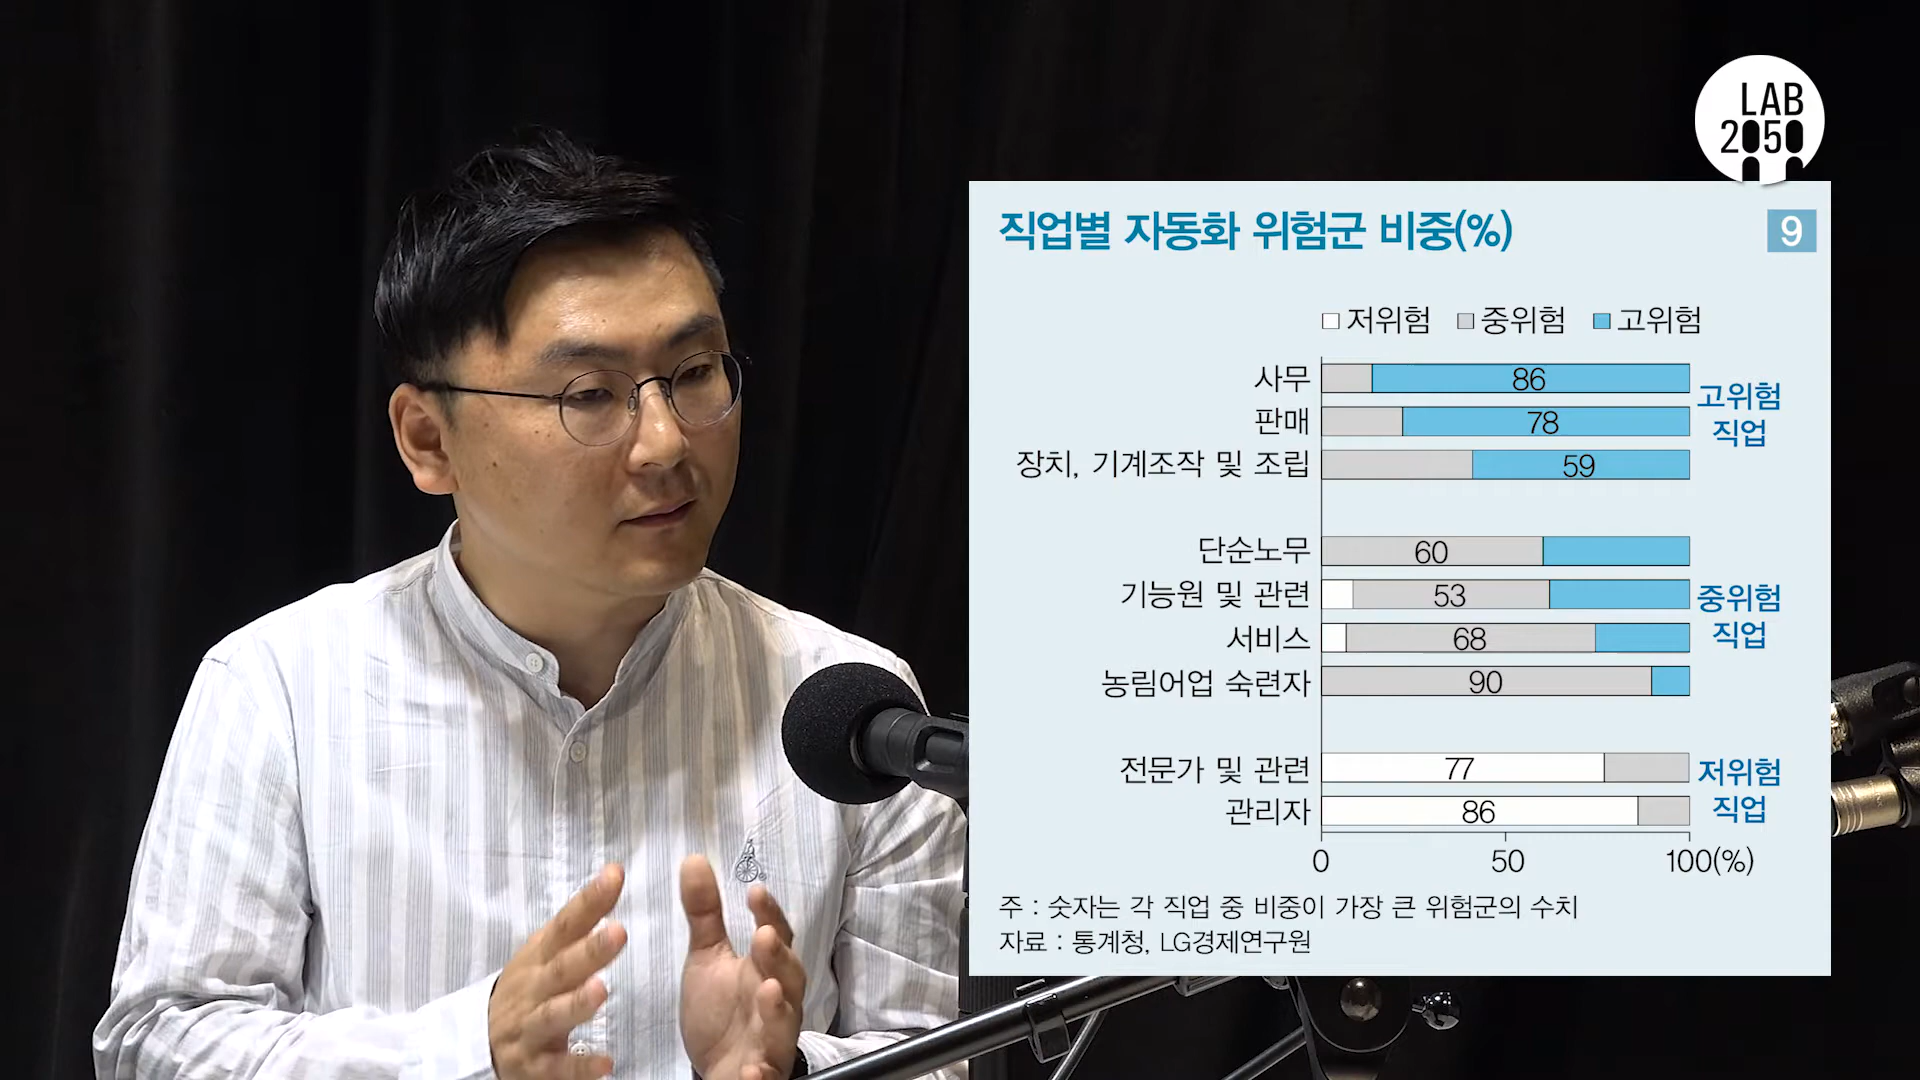 LAB
2050
직업별 자동화 위험군 비중(%)
9
저위험 중위험 고위험
사무 86
판매 78
장치, 기계조작 및 조립 59
고위험
직업
단순노무 60
기능원 및 관련 53
서비스 68
농림어업 숙련자 90
중위험
직업
전문가 및 관련 77
관리자 86
저위험
직업
0 50 100(%)
주 : 숫자는 각 직업 중 비중이 가장 큰 위험군의 수치
자료 : 통계청, LG경제연구원